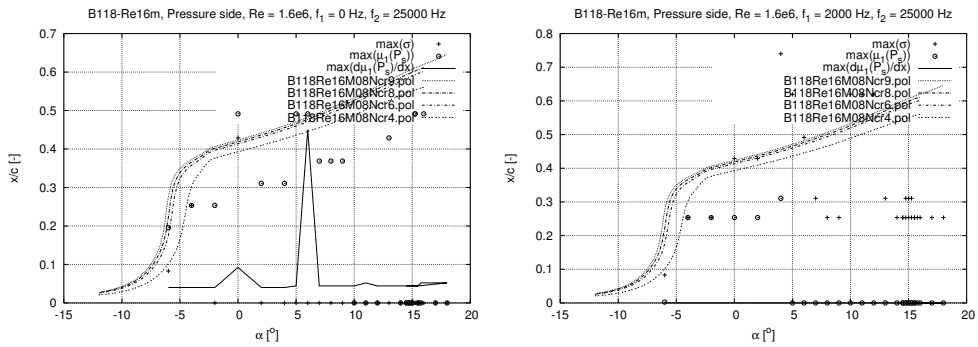 B118-Re16m, Pressure side, Re = 1.6e6, f1 = 0 Hz, f2 = 25000 Hz
max(σ)
max(μ1(Ps))
max(dμ1(Ps)/dx)
B118Re16M08Ncr9.pol
B118Re16M08Ncr8.pol
B118Re16M08Ncr6.pol
B118Re16M08Ncr4.pol
x/c [-]
0.7
0.6
0.5
0.4
0.3
0.2
0.1
0
-15 -10 -5 0 5 10 15 20
α [°]
B118-Re16m, Pressure side, Re = 1.6e6, f1 = 2000 Hz, f2 = 25000 Hz
max(σ)
max(μ1(Ps))
max(dμ1(Ps)/dx)
B118Re16M08Ncr9.pol
B118Re16M08Ncr8.pol
B118Re16M08Ncr6.pol
B118Re16M08Ncr4.pol
x/c [-]
0.8
0.7
0.6
0.5
0.4
0.3
0.2
0.1
0
-15 -10 -5 0 5 10 15 20
α [°]